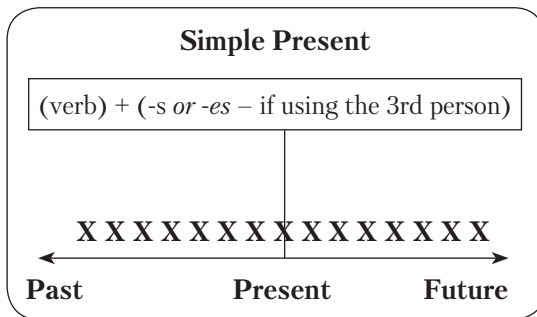 Simple Present
(verb) + (-s or -es – if using the 3rd person)
X X X X X X X X X X X X X X X
Past Present Future